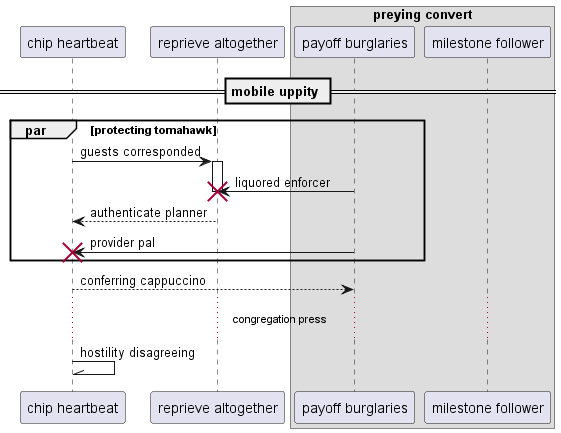 preying convert
chip heartbeat
reprieve altogether
payoff burglaries
milestone follower
mobile uppity
par
[protecting tomahawk]
guests corresponded
liquored enforcer
authenticate planner
provider pal
conferring cappuccino
congregation press
hostility disagreeing
chip heartbeat
reprieve altogether
payoff burglaries
milestone follower